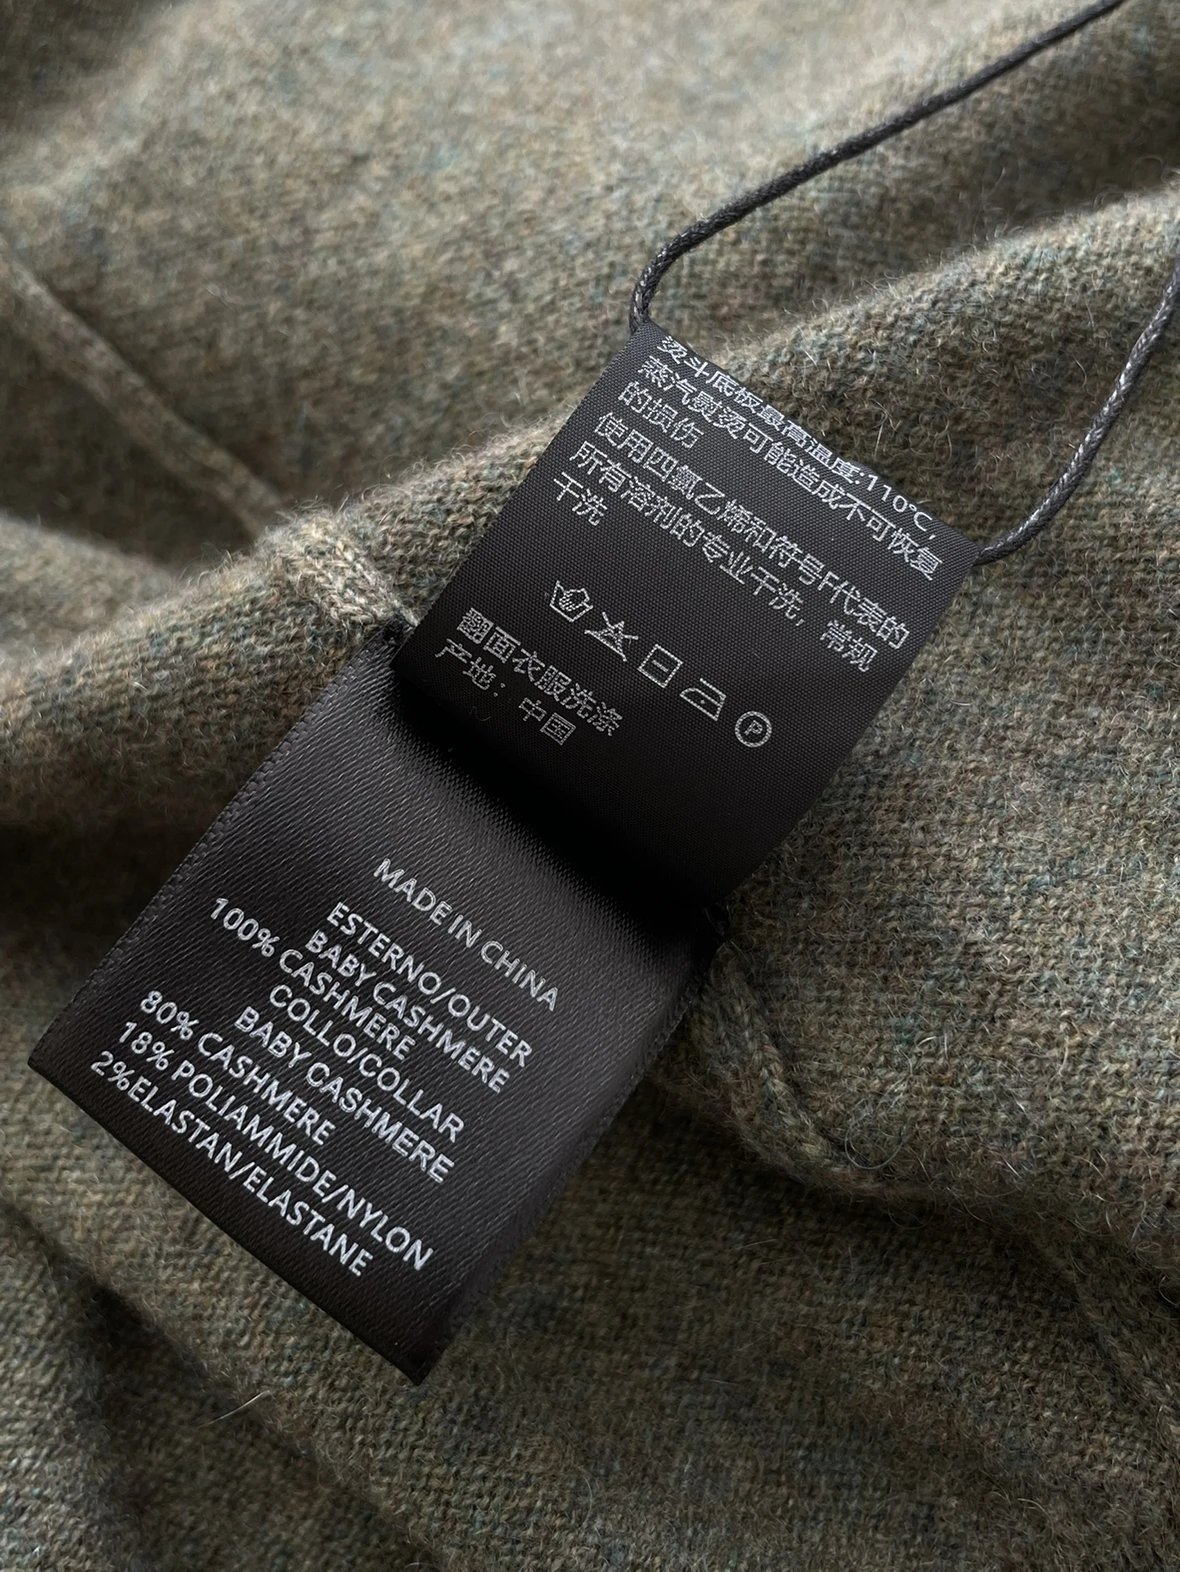 烫斗底板最高温度:110℃,
蒸汽熨烫可能造成不可恢复
的损伤
使用四氯乙烯和符号F代表的
所有溶剂的专业干洗，常规
干洗
P
翻面衣服洗涤
产地：中国
MADE IN CHINA
ESTERNO/OUTER
BABY CASHMERE
100% CASHMERE
COLLO/COLLAR
BABY CASHMERE
80% CASHMERE
18% POLIAMMIDE/NYLON
2%ELASTAN/ELASTANE